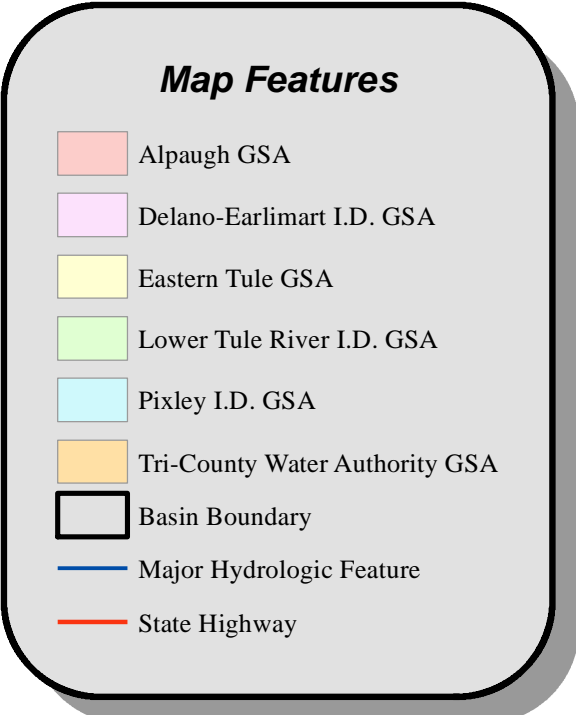 Map Features
Alpaugh GSA
Delano-Earlimart I.D. GSA
Eastern Tule GSA
Lower Tule River I.D. GSA
Pixley I.D. GSA
Tri-County Water Authority GSA
Basin Boundary
Major Hydrologic Feature
State Highway